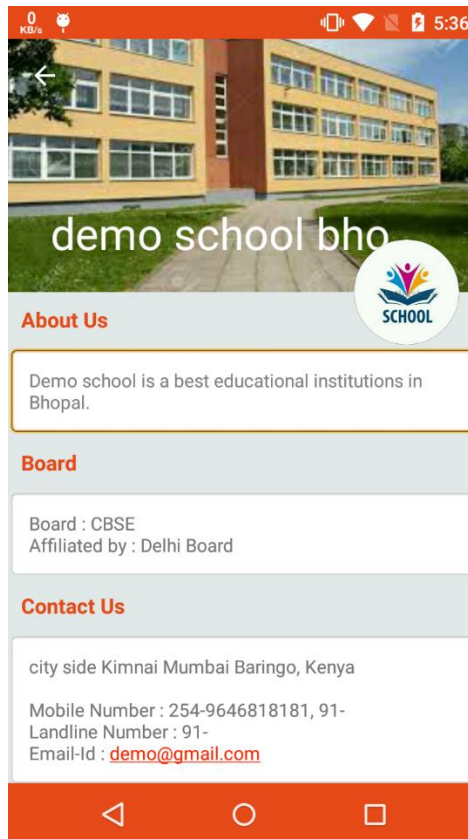 0
KB/s
5:36
demo school bho
SCHOOL
About Us
Demo school is a best educational institutions in
Bhopal.
Board
Board : CBSE
Affiliated by : Delhi Board
Contact Us
city side Kimnai Mumbai Baringo, Kenya
Mobile Number : 254-9646818181, 91-
Landline Number : 91-
Email-Id : demo@gmail.com